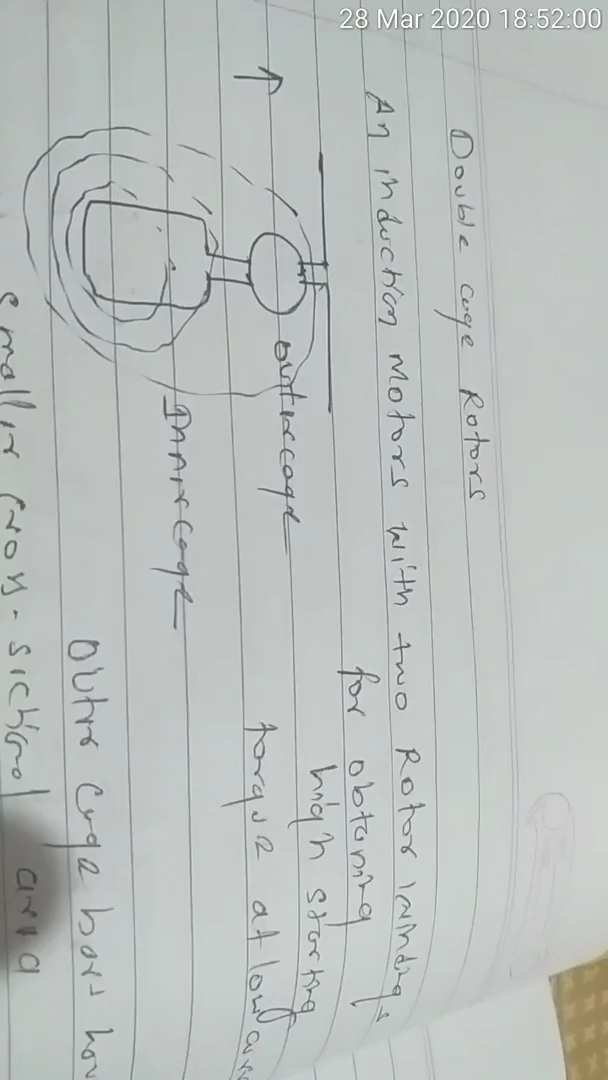 28 Mar 2020 18:52:00
Double cage Rotors
An induction Motors with two Rotor windings
for obtaning
high starting
torque at low
outer cage
Inner cage
Outer cage bars
smaller cross-sectional area